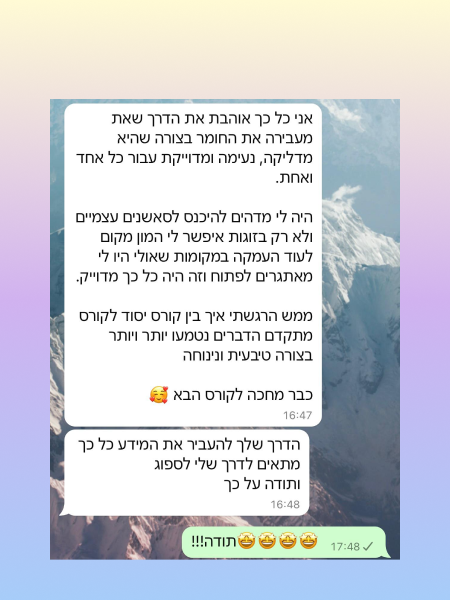 אני כל כך אוהבת את הדרך שאת
מעבירה את החומר בצורה שהיא
מדליקה, נעימה ומדוייקת עבור כל אחד
ואחת.
היה לי מדהים להיכנס לסאשנים עצמיים
ולא רק בזוגות איפשר לי המון מקום
לעוד העמקה במקומות שאולי היו לי
מאתגרים לפתוח וזה היה כל כך מדוייק.
ממש הרגשתי איך בין קורס יסוד לקורס
מתקדם הדברים נטמעו יותר ויותר
בצורה טיבעית ונינוחה
כבר מחכה לקורס הבא 🥰
16:47
הדרך שלך להעביר את המידע כל כך
מתאים לדרך שלי לספוג
ותודה על כך
16:48
תודה!!!🤩🤩🤩🤩
17:48